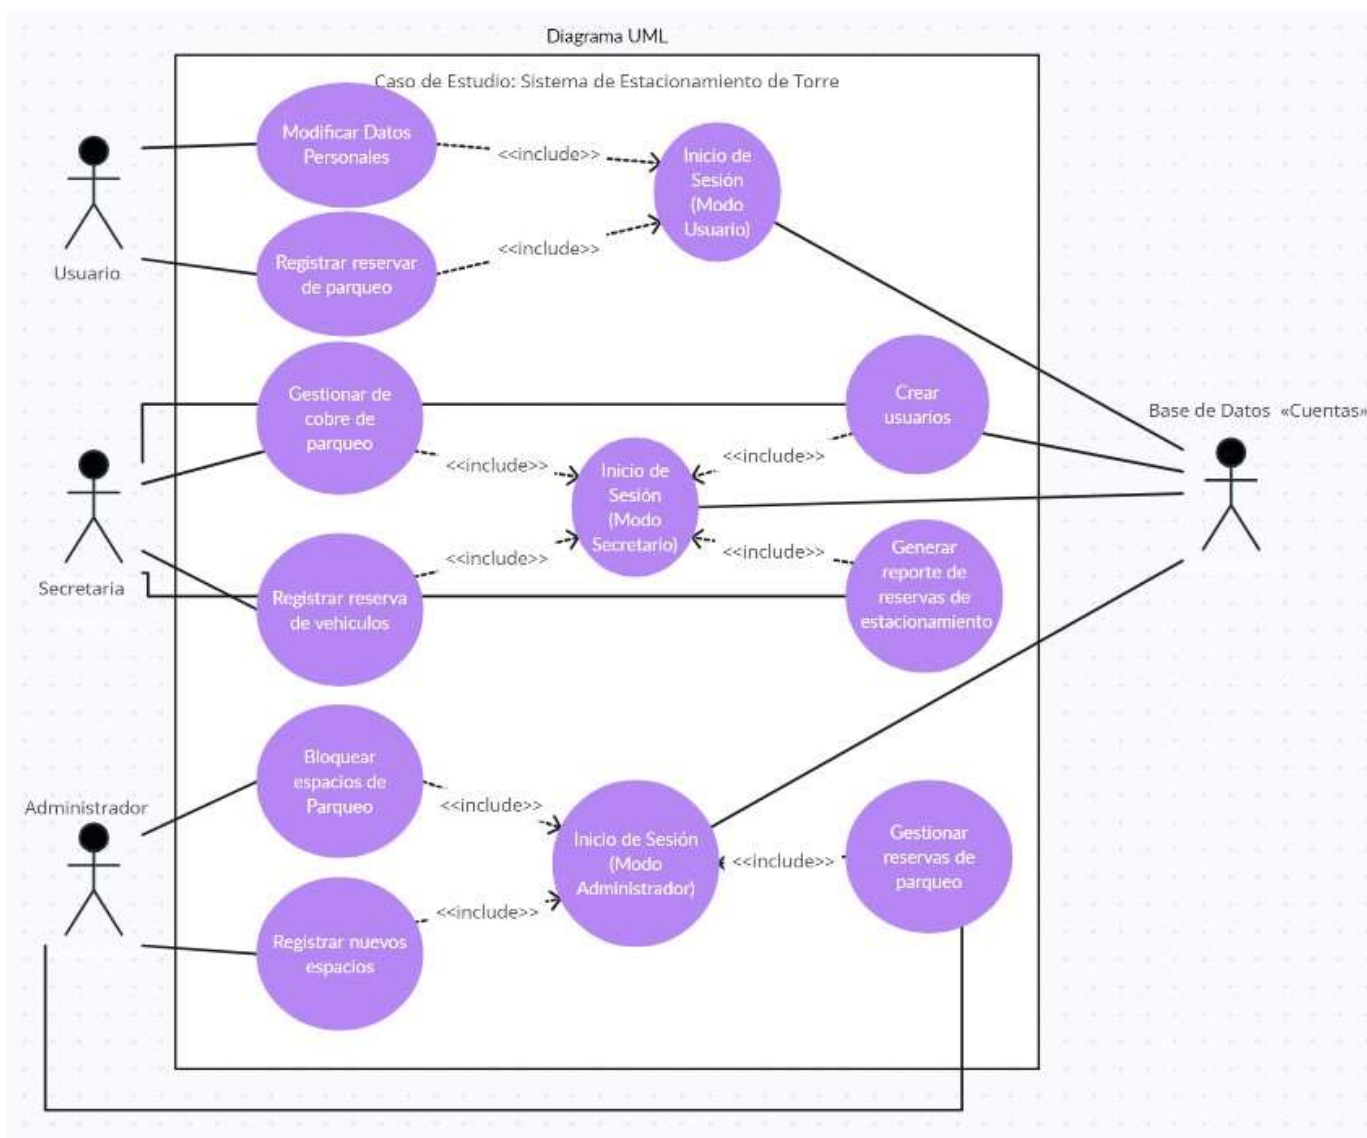 Diagrama UML
Caso de Estudio: Sistema de Estacionamiento de Torre
Modificar Datos
Personales
<<include>>
Inicio de
Sesión
(Modo
Usuario)
Usuario
Registrar reservar
de parqueo
<<include>>
Gestionar de
cobre de
parqueo
<<include>>
Crear
usuarios
<<include>>
Base de Datos «Cuentas»
Inicio de
Sesión
(Modo
Secretario)
Secretaria
Registrar reserva
de vehiculos
<<include>>
<<include>>
Generar
reporte de
reservas de
estacionamiento
Administrador
Bloquear
espacios de
Parqueo
<<include>>
Inicio de Sesión
(Modo
Administrador)
<<include>>
Gestionar
reservas de
parqueo
Registrar nuevos
espacios
<<include>>